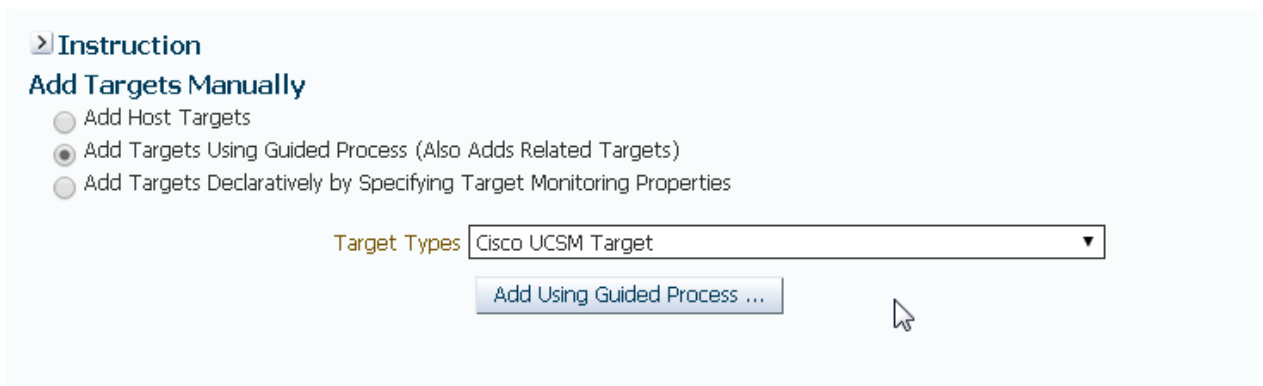 Instruction
Add Targets Manually
Add Host Targets
Add Targets Using Guided Process (Also Adds Related Targets)
Add Targets Declaratively by Specifying Target Monitoring Properties
Target Types Cisco UCSM Target
Add Using Guided Process ...